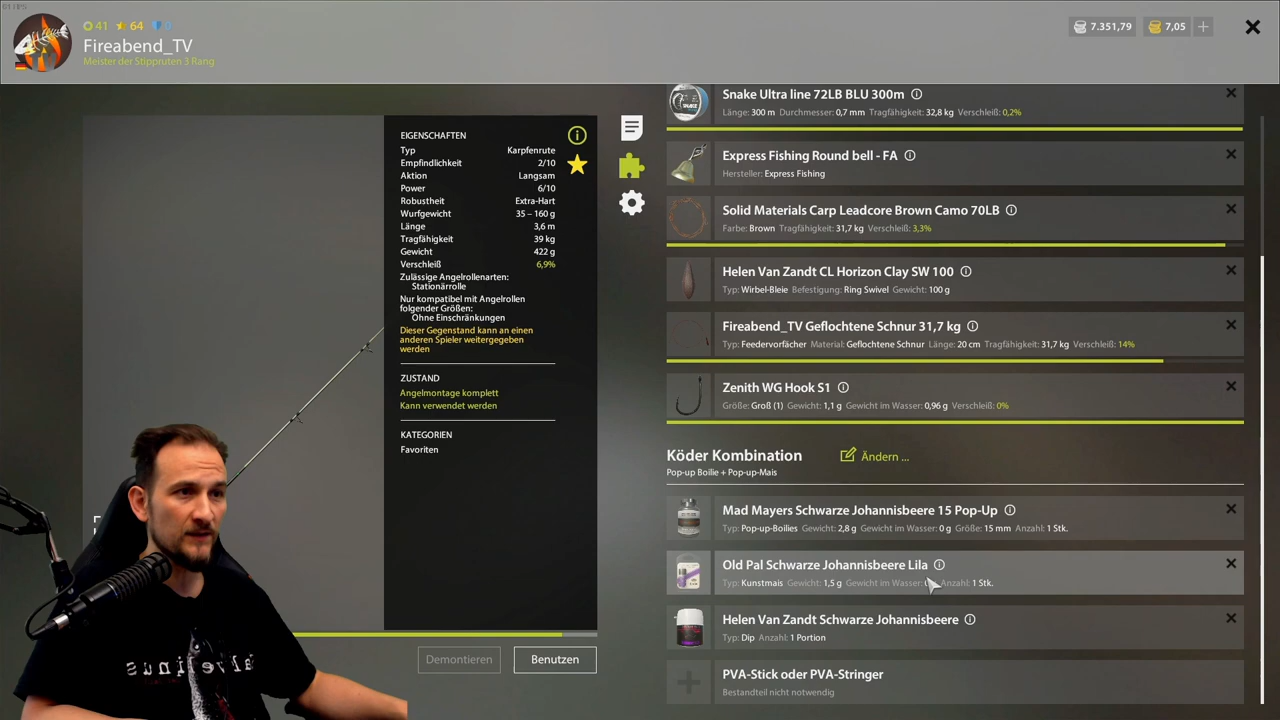 61 FPS
41 64 0
Fireabend_TV
Meister der Stippruten 3 Rang
7.351,79 7,05
EIGENSCHAFTEN
Typ Karpfenrute
Empfindlichkeit 2/10
Aktion Langsam
Power 6/10
Robustheit Extra-Hart
Wurfgewicht 35 – 160 g
Länge 3,6 m
Tragfähigkeit 39 kg
Gewicht 422 g
Verschleiß 6,9%
Zulässige Angelrollenarten:
Stationärrolle
Nur kompatibel mit Angelrollen
folgender Größen:
Ohne Einschränkungen
Dieser Gegenstand kann an einen
anderen Spieler weitergegeben
werden
ZUSTAND
Angelmontage komplett
Kann verwendet werden
KATEGORIEN
Favoriten
Demontieren
Benutzen
Snake Ultra line 72LB BLU 300m
Länge: 300 m Durchmesser: 0,7 mm Tragfähigkeit: 32,8 kg Verschleiß: 0,2%
Express Fishing Round bell - FA
Hersteller: Express Fishing
Solid Materials Carp Leadcore Brown Camo 70LB
Farbe: Brown Tragfähigkeit: 31,7 kg Verschleiß: 3,3%
Helen Van Zandt CL Horizon Clay SW 100
Typ: Wirbel-Bleie Befestigung: Ring Swivel Gewicht: 100 g
Fireabend_TV Geflochtene Schnur 31,7 kg
Typ: Feedervorfächer Material: Geflochtene Schnur Länge: 20 cm Tragfähigkeit: 31,7 kg Verschleiß: 14%
Zenith WG Hook S1
Größe: Groß (1) Gewicht: 1,1 g Gewicht im Wasser: 0,96 g Verschleiß: 0%
Köder Kombination Ändern ...
Pop-up Boilie + Pop-up-Mais
Mad Mayers Schwarze Johannisbeere 15 Pop-Up
Typ: Pop-up-Boilies Gewicht: 2,8 g Gewicht im Wasser: 0 g Größe: 15 mm Anzahl: 1 Stk.
Old Pal Schwarze Johannisbeere Lila
Typ: Kunstmais Gewicht: 1,5 g Gewicht im Wasser: Anzahl: 1 Stk.
Helen Van Zandt Schwarze Johannisbeere
Typ: Dip Anzahl: 1 Portion
PVA-Stick oder PVA-Stringer
Bestandteil nicht notwendig